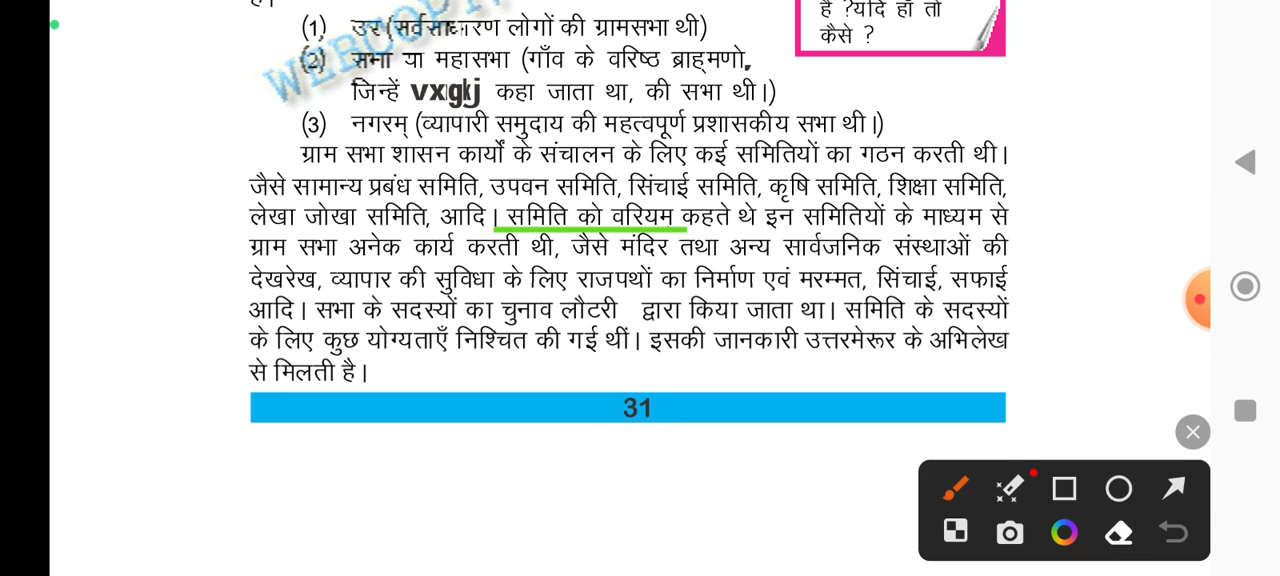 है ?यदि हाँ तो
कैसे ?
(1) उर (सर्वसाधारण लोगों की ग्रामसभा थी)
(2) सभा या महासभा (गाँव के वरिष्ठ ब्राह्मणो,
जिन्हें vxgkj कहा जाता था, की सभा थी।)
(3) नगरम् (व्यापारी समुदाय की महत्वपूर्ण प्रशासकीय सभा थी।)
ग्राम सभा शासन कार्यों के संचालन के लिए कई समितियों का गठन करती थी।
जैसे सामान्य प्रबंध समिति, उपवन समिति, सिंचाई समिति, कृषि समिति, शिक्षा समिति,
लेखा जोखा समिति, आदि। समिति को वरियम् कहते थे इन समितियों के माध्यम से
ग्राम सभा अनेक कार्य करती थी, जैसे मंदिर तथा अन्य सार्वजनिक संस्थाओं की
देखरेख, व्यापार की सुविधा के लिए राजपथों का निर्माण एवं मरम्मत, सिंचाई, सफाई
आदि। सभा के सदस्यों का चुनाव लौटरी द्वारा किया जाता था। समिति के सदस्यों
के लिए कुछ योग्यताएँ निश्चित की गई थीं। इसकी जानकारी उत्तरमेरूर के अभिलेख
से मिलती है।
31